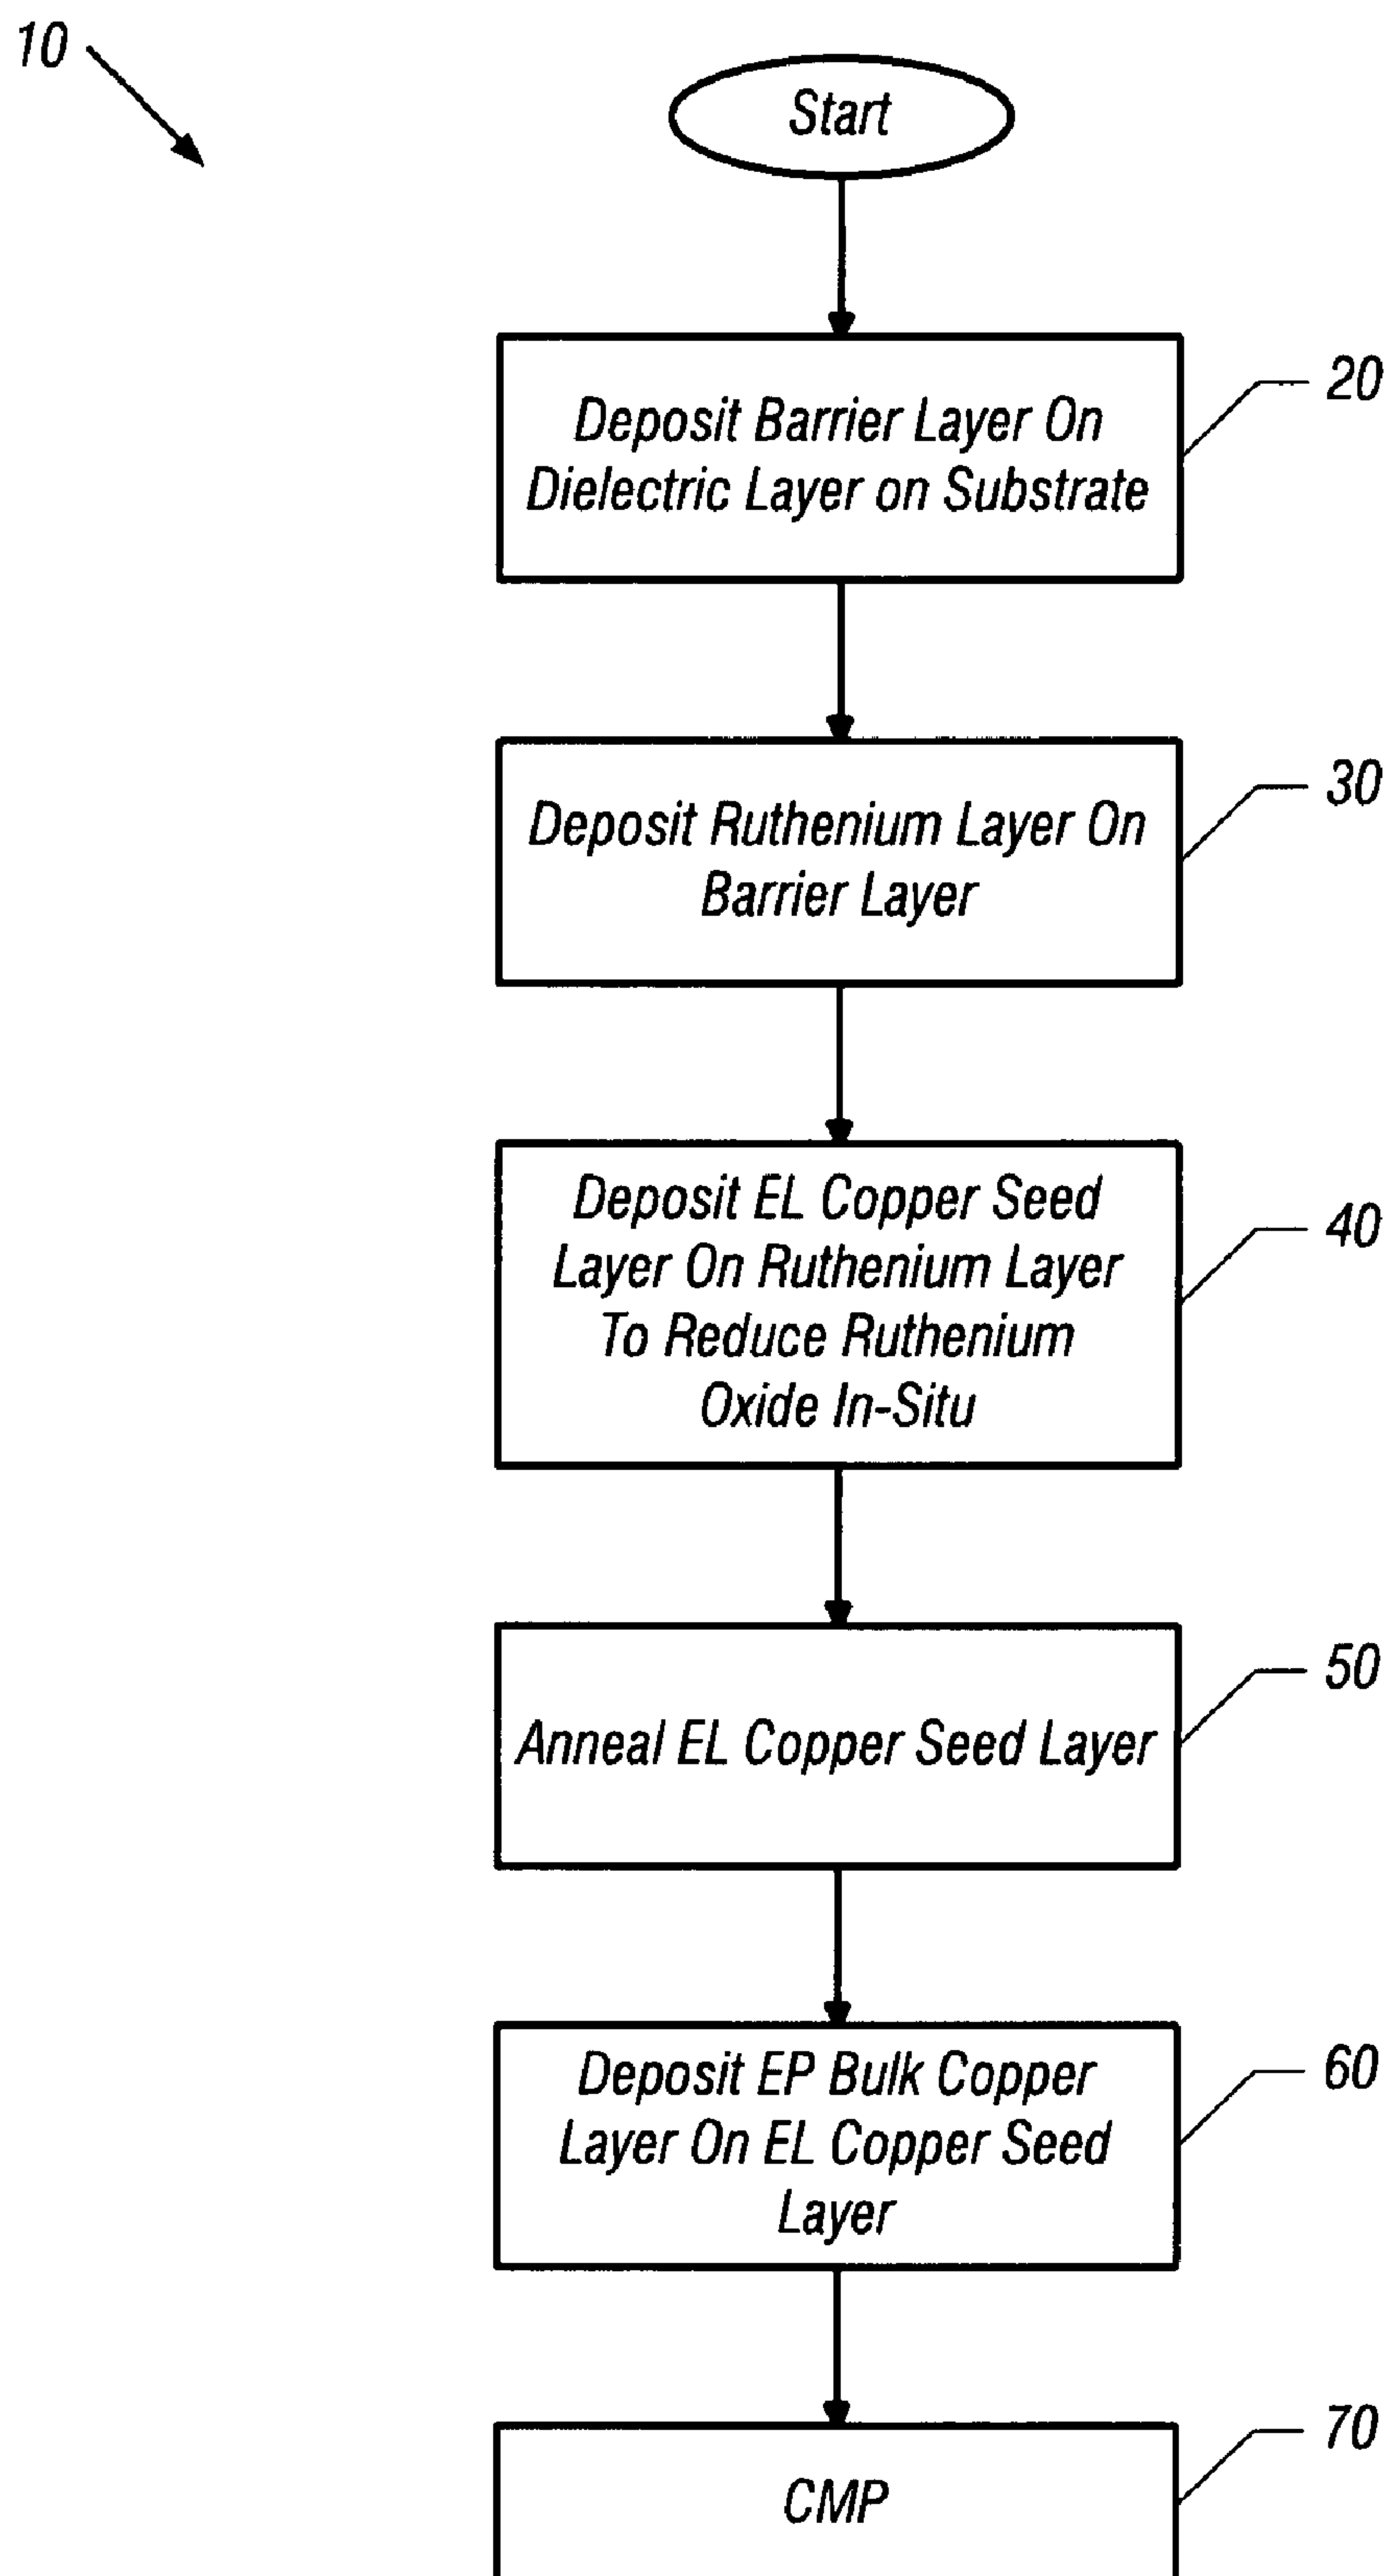 10
Start
Deposit Barrier Layer On
Dielectric Layer on Substrate
20
Deposit Ruthenium Layer On
Barrier Layer
30
Deposit EL Copper Seed
Layer On Ruthenium Layer
To Reduce Ruthenium
Oxide In-Situ
40
Anneal EL Copper Seed Layer
50
Deposit EP Bulk Copper
Layer On EL Copper Seed
Layer
60
CMP
70